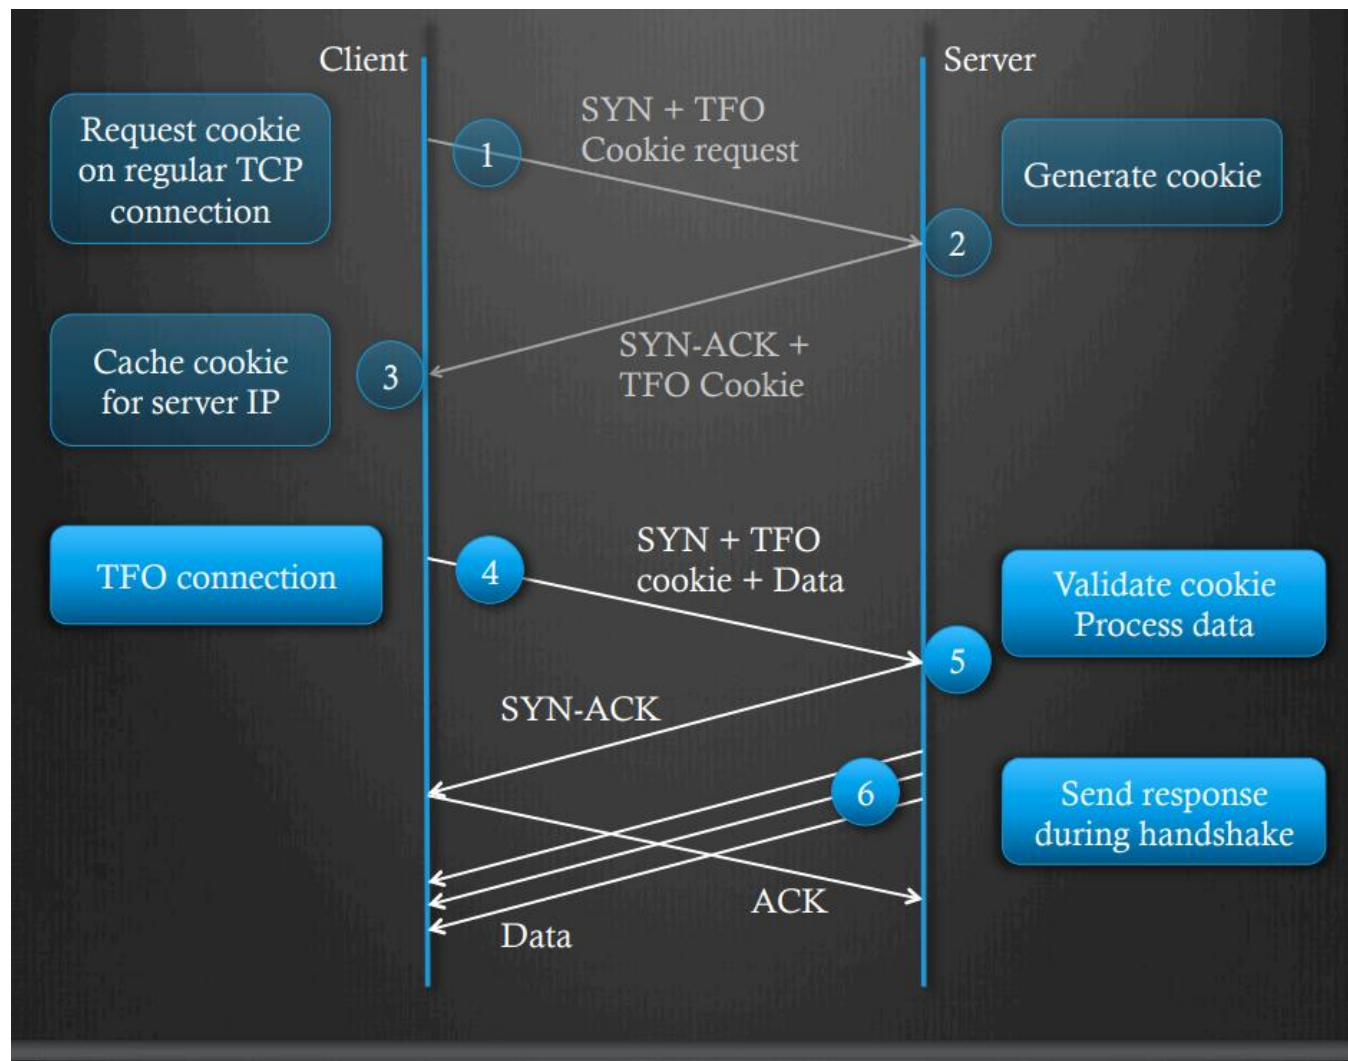 Client
Server
Request cookie
on regular TCP
connection
1
SYN + TFO
Cookie request
Generate cookie
2
Cache cookie
for server IP
3
SYN-ACK +
TFO Cookie
TFO connection
4
SYN + TFO
cookie + Data
Validate cookie
Process data
5
SYN-ACK
6
Send response
during handshake
ACK
Data